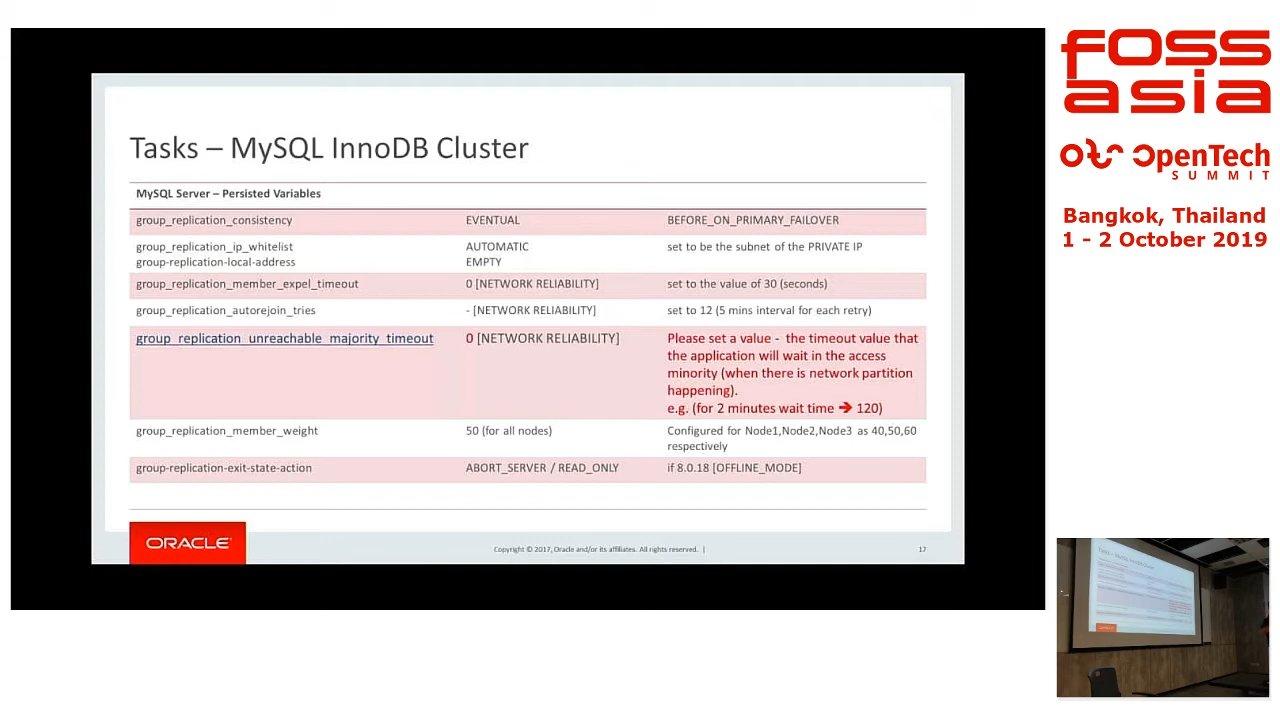 Tasks – MySQL InnoDB Cluster
MySQL Server – Persisted Variables
group_replication_consistency EVENTUAL BEFORE_ON_PRIMARY_FAILOVER
group_replication_ip_whitelist AUTOMATIC set to be the subnet of the PRIVATE IP
group-replication-local-address EMPTY
group_replication_member_expel_timeout 0 [NETWORK RELIABILITY] set to the value of 30 (seconds)
group_replication_autorejoin_tries - [NETWORK RELIABILITY] set to 12 (5 mins interval for each retry)
group_replication_unreachable_majority_timeout 0 [NETWORK RELIABILITY] Please set a value - the timeout value that
the application will wait in the access
minority (when there is network partition
happening).
e.g. (for 2 minutes wait time ➔ 120)
group_replication_member_weight 50 (for all nodes) Configured for Node1,Node2,Node3 as 40,50,60
respectively
group-replication-exit-state-action ABORT_SERVER / READ_ONLY if 8.0.18 [OFFLINE_MODE]
ORACLE
Copyright © 2017, Oracle and/or its affiliates. All rights reserved. |
17
FOSS
asia
OpenTech
SUMMIT
Bangkok, Thailand
1 - 2 October 2019
Tasks – MySQL InnoDB Cluster